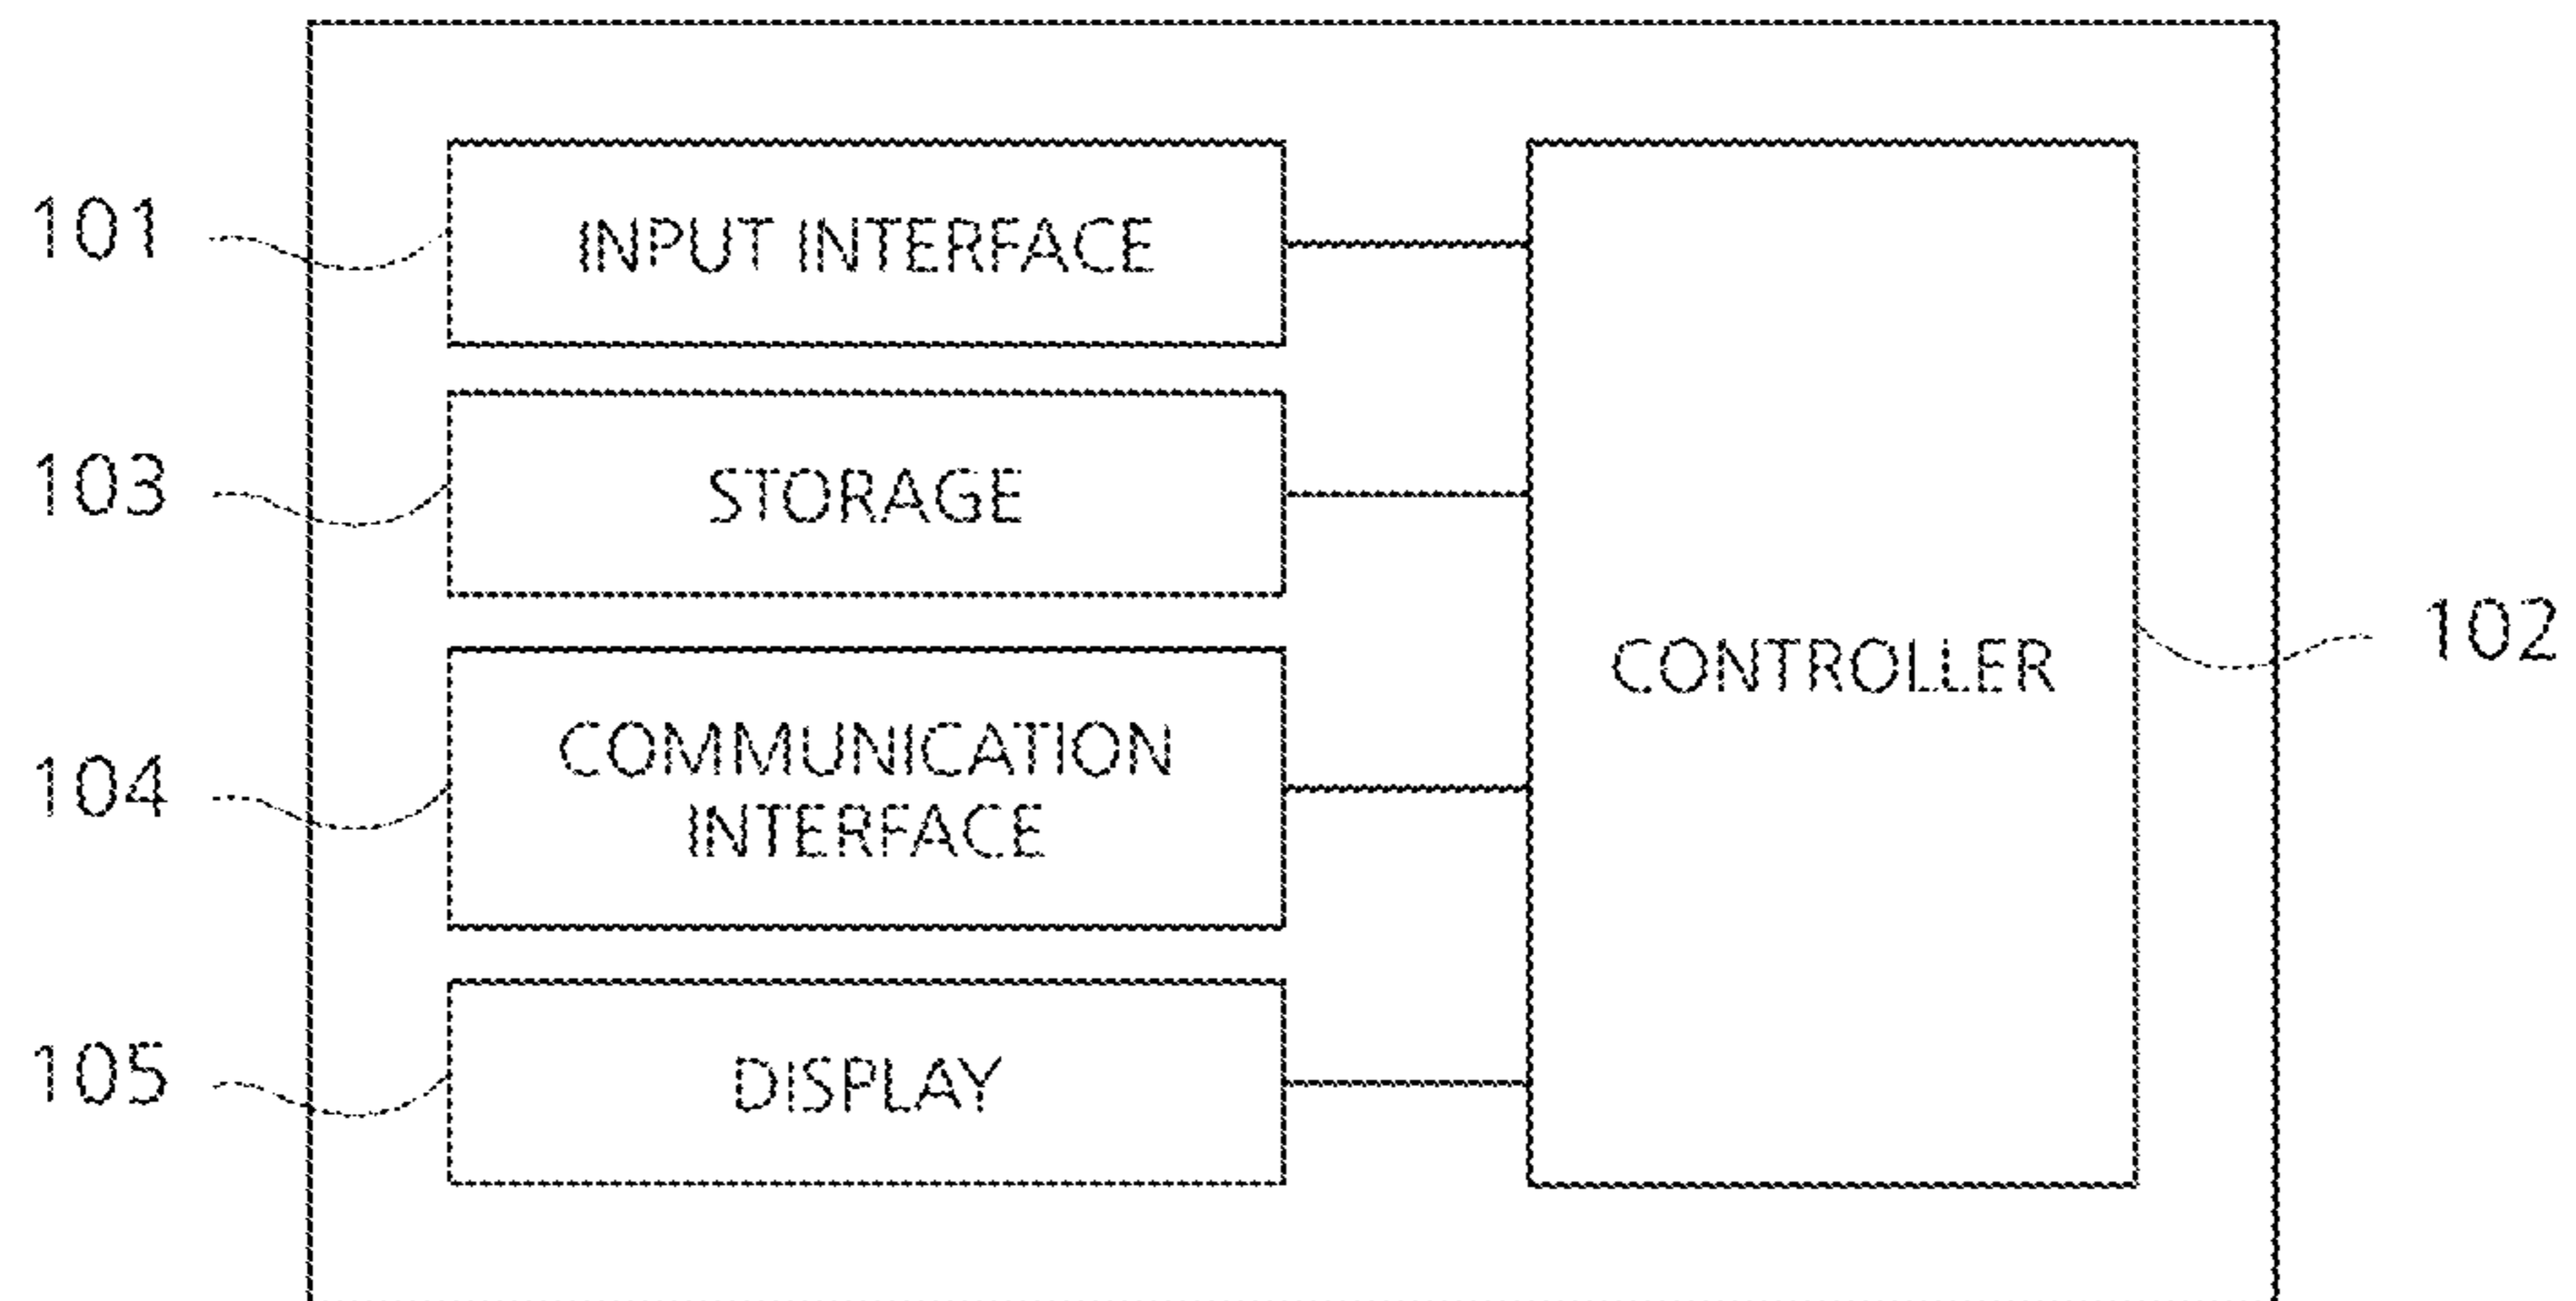 101
INPUT INTERFACE
103
STORAGE
CONTROLLER
102
104
COMMUNICATION
INTERFACE
105
DISPLAY